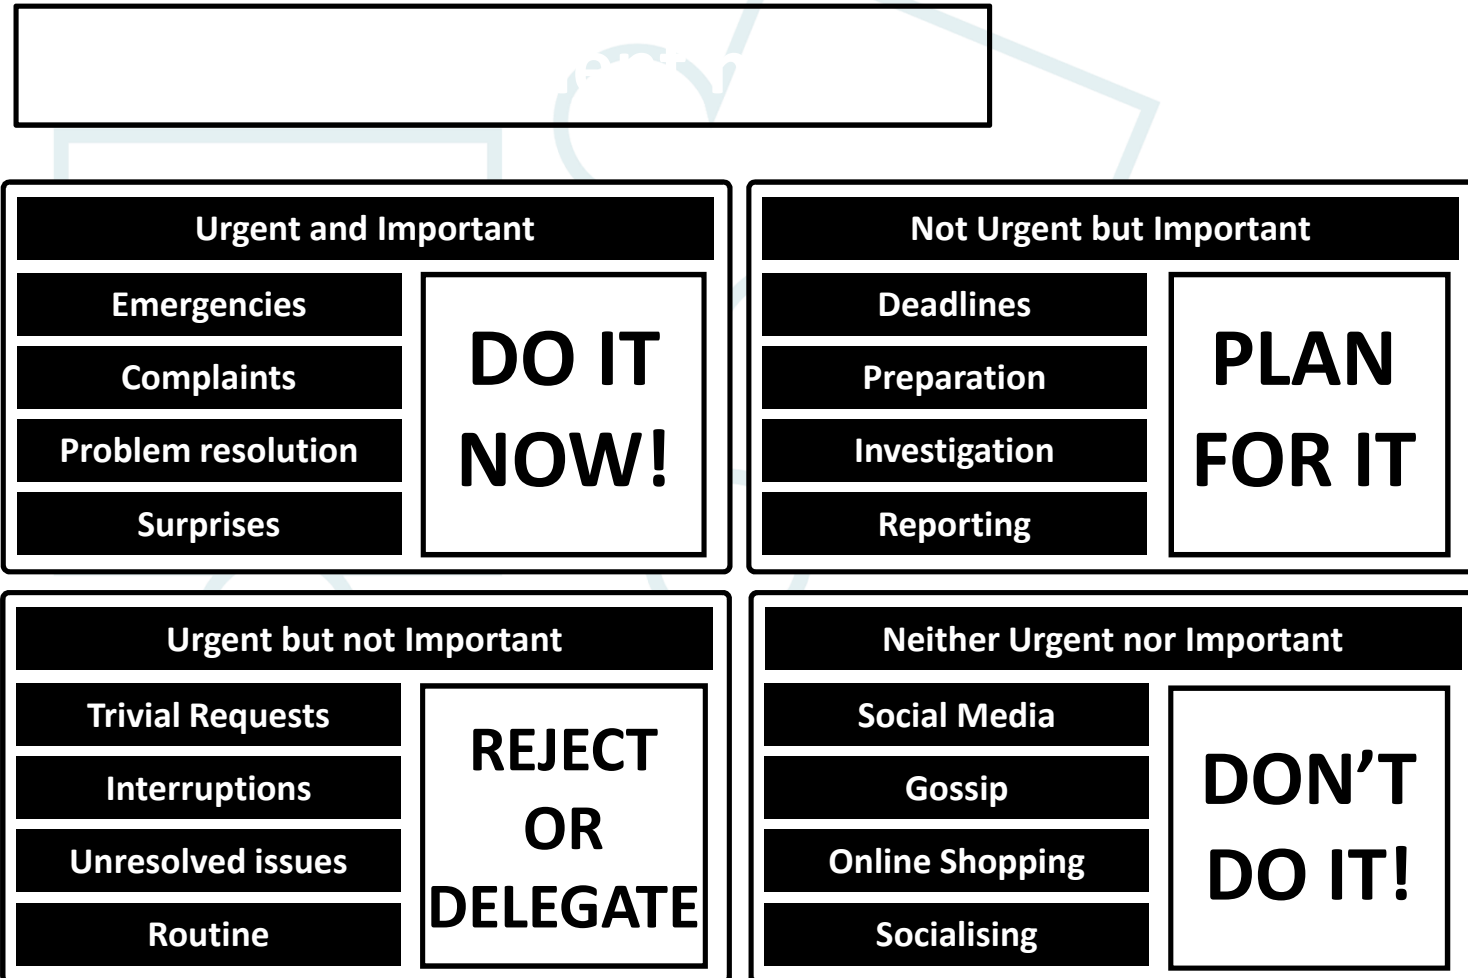 Urgent and Important
Emergencies
Complaints
Problem resolution
Surprises
DO IT
NOW!
Not Urgent but Important
Deadlines
Preparation
Investigation
Reporting
PLAN
FOR IT
Urgent but not Important
Trivial Requests
Interruptions
Unresolved issues
Routine
REJECT
OR
DELEGATE
Neither Urgent nor Important
Social Media
Gossip
Online Shopping
Socialising
DON’T
DO IT!